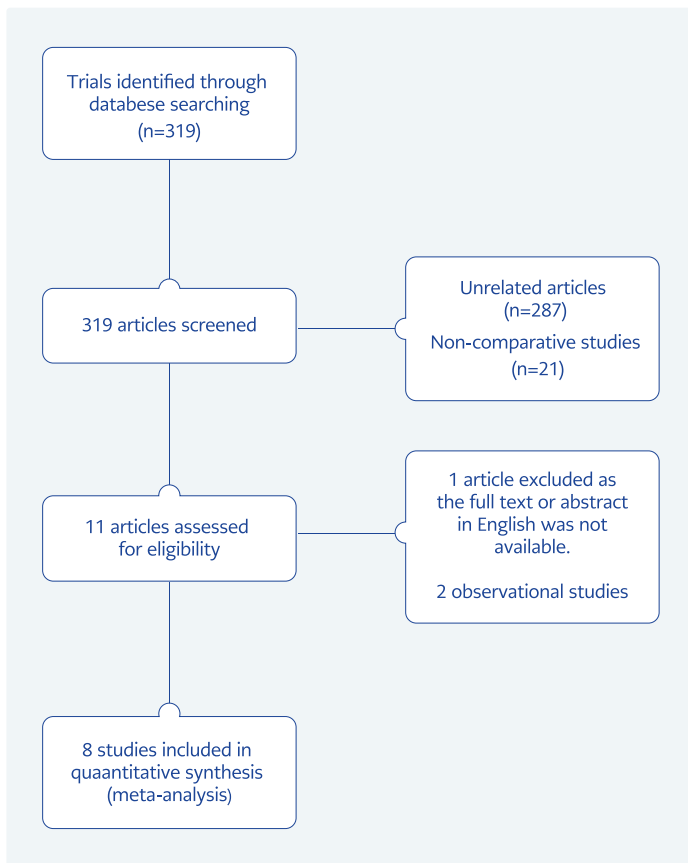 Trials identified through
databese searching
(n=319)
319 articles screened
Unrelated articles
(n=287)
Non-comparative studies
(n=21)
11 articles assessed
for eligibility
1 article excluded as
the full text or abstract
in English was not
available.
2 observational studies
8 studies included in
quaantitative synthesis
(meta-analysis)